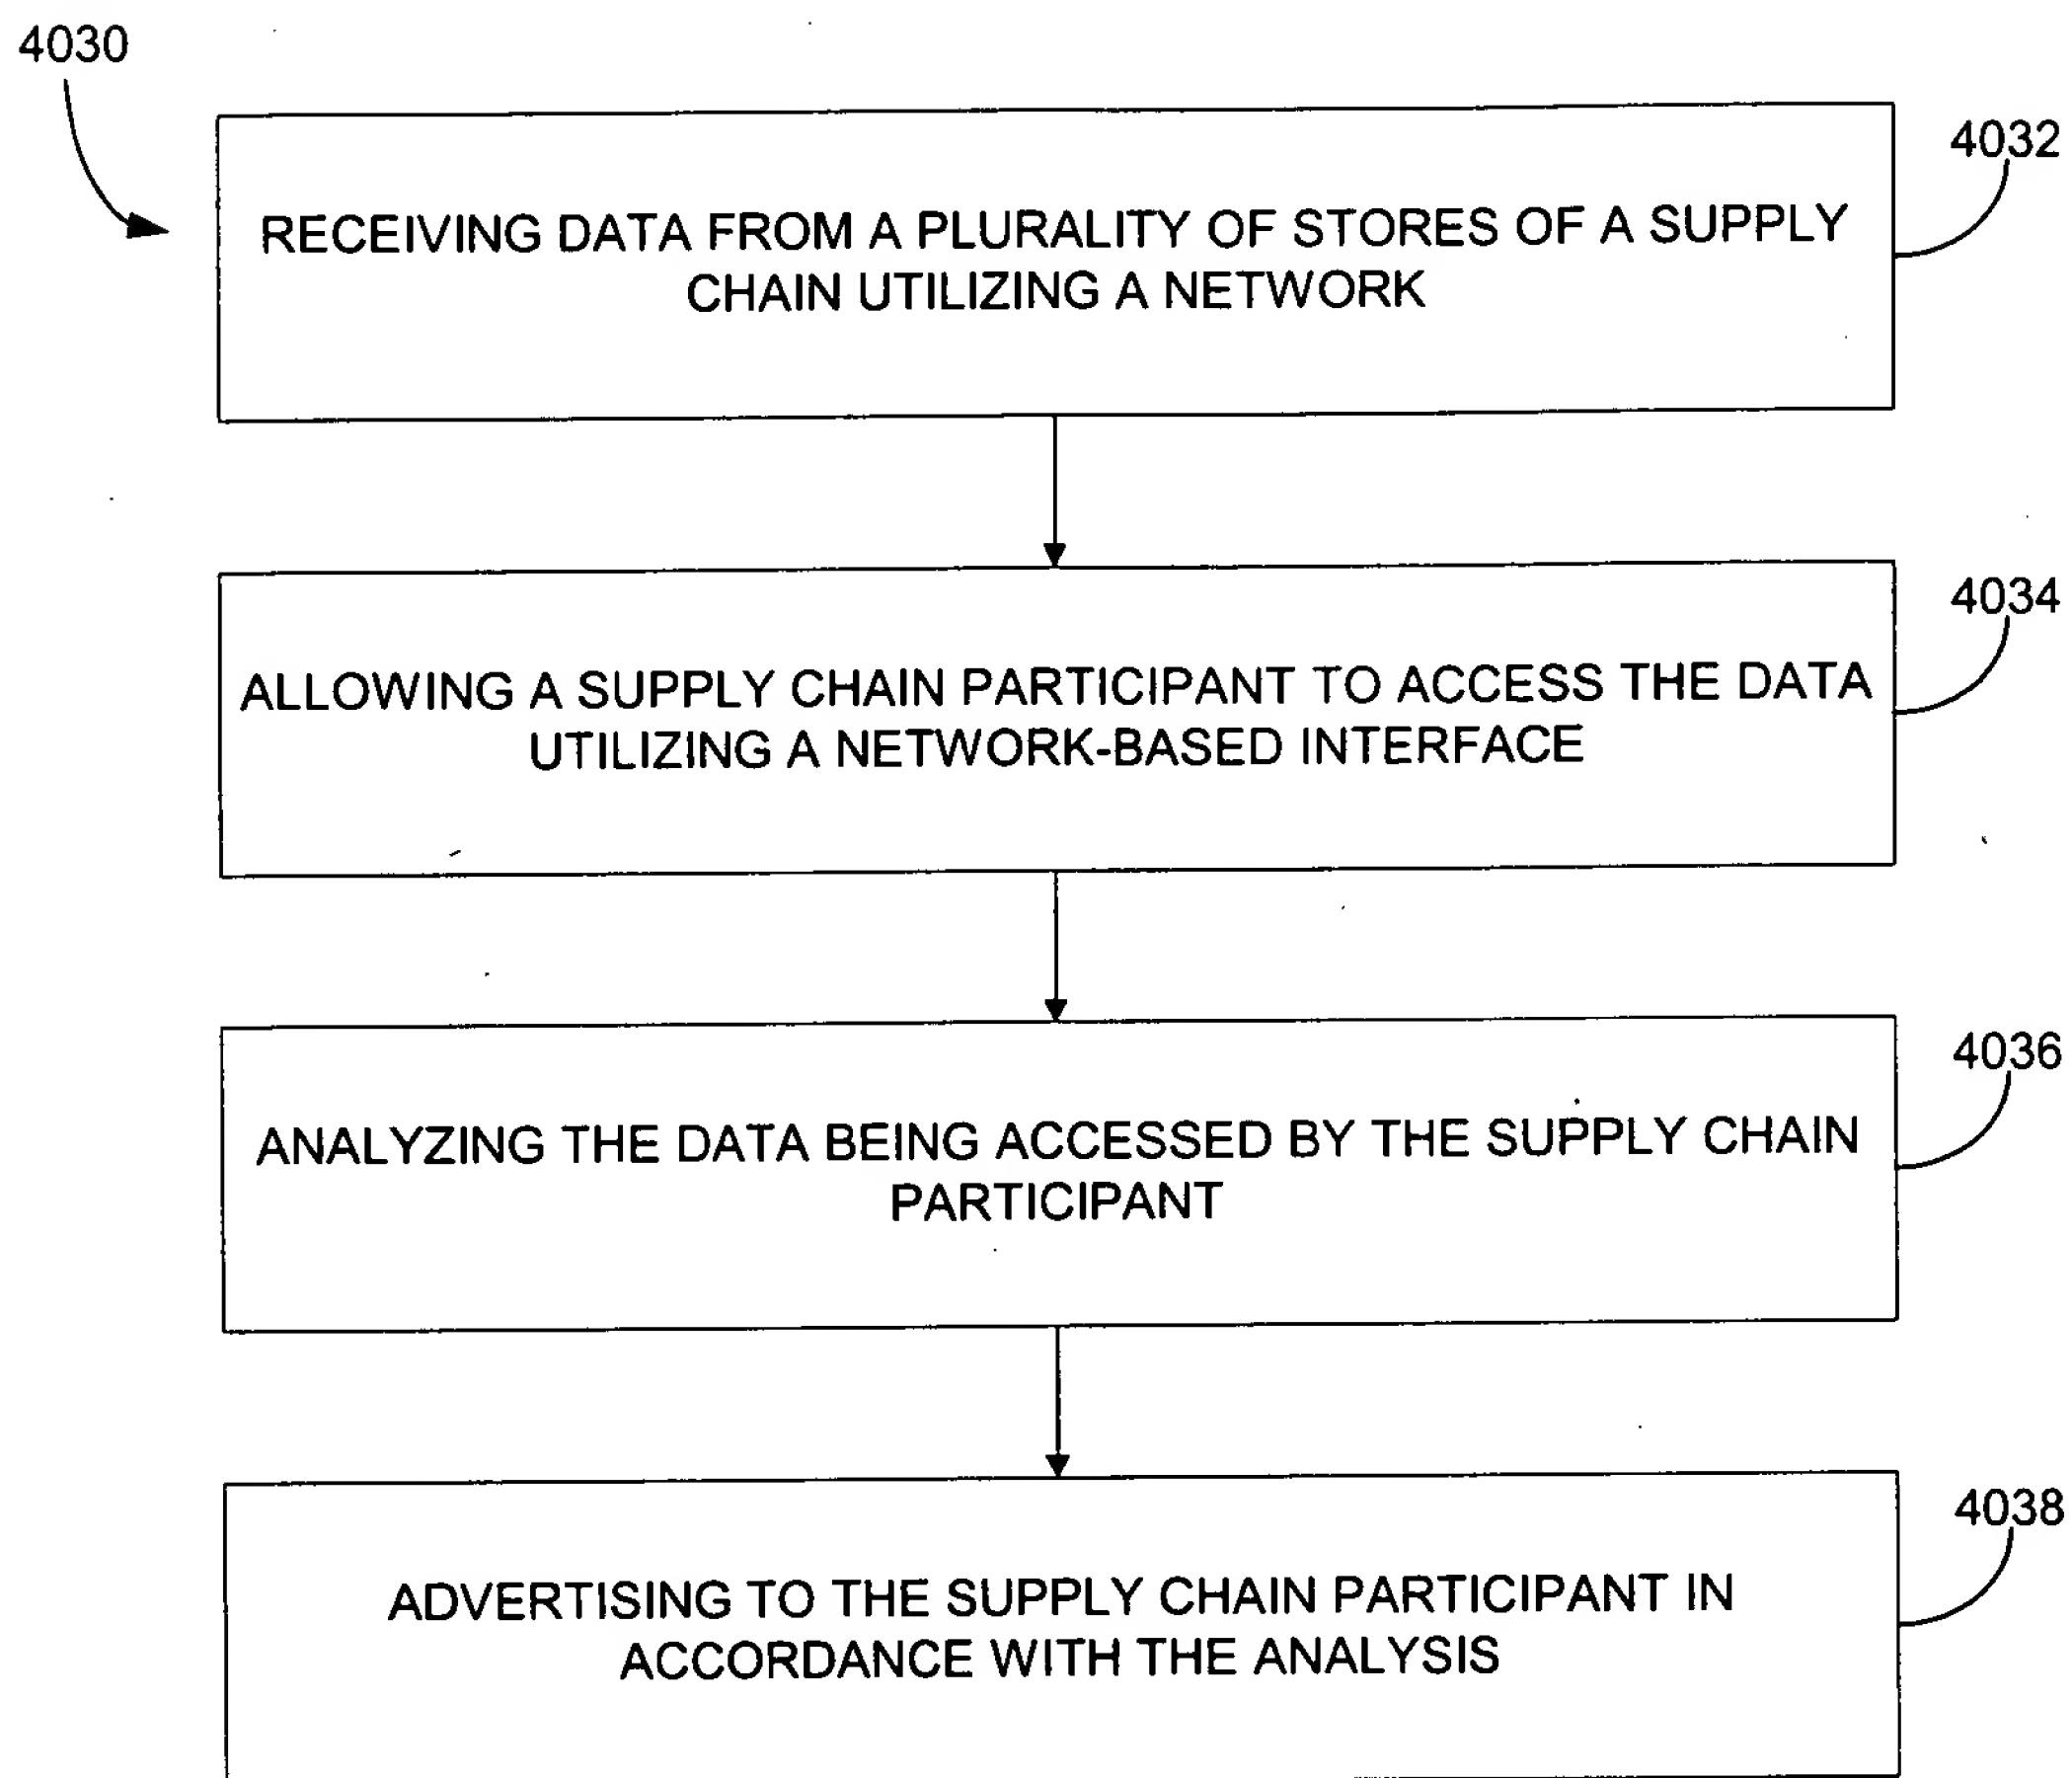 4030
4032
RECEIVING DATA FROM A PLURALITY OF STORES OF A SUPPLY
CHAIN UTILIZING A NETWORK
4034
ALLOWING A SUPPLY CHAIN PARTICIPANT TO ACCESS THE DATA
UTILIZING A NETWORK-BASED INTERFACE
4036
ANALYZING THE DATA BEING ACCESSED BY THE SUPPLY CHAIN
PARTICIPANT
4038
ADVERTISING TO THE SUPPLY CHAIN PARTICIPANT IN
ACCORDANCE WITH THE ANALYSIS